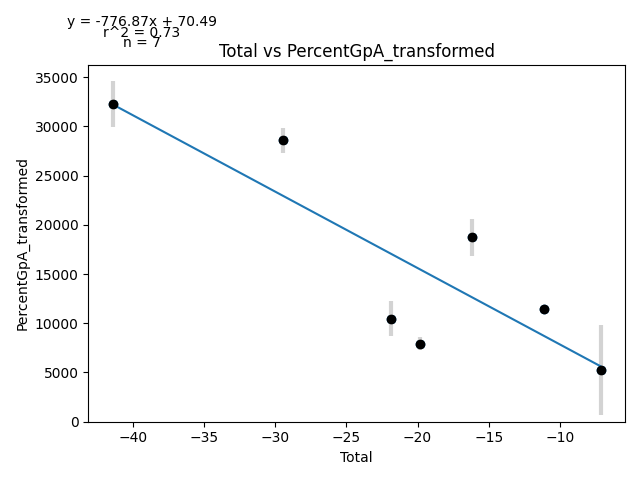 y = -776.87x + 70.49
r^2 = 0.73
n = 7
Total vs PercentGpA_transformed
PercentGpA_transformed
35000
30000
25000
20000
15000
10000
5000
0
−40 −35 −30 −25 −20 −15 −10
Total